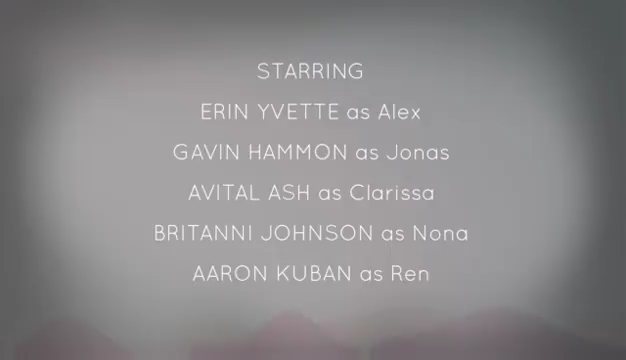 STARRING
ERIN YVETTE as Alex
GAVIN HAMMON as Jonas
AVITAL ASH as Clarissa
BRITANNI JOHNSON as Nona
AARON KUBAN as Ren